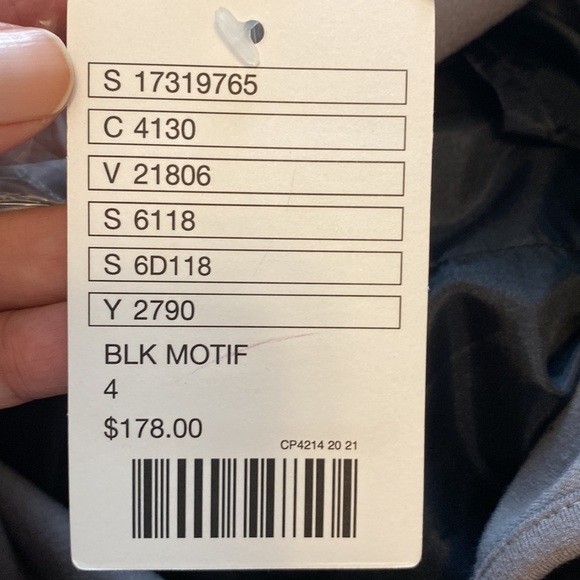 S 17319765
C 4130
V 21806
S 6118
S 6D118
Y 2790
BLK MOTIF
4
$178.00
CP4214 20 21